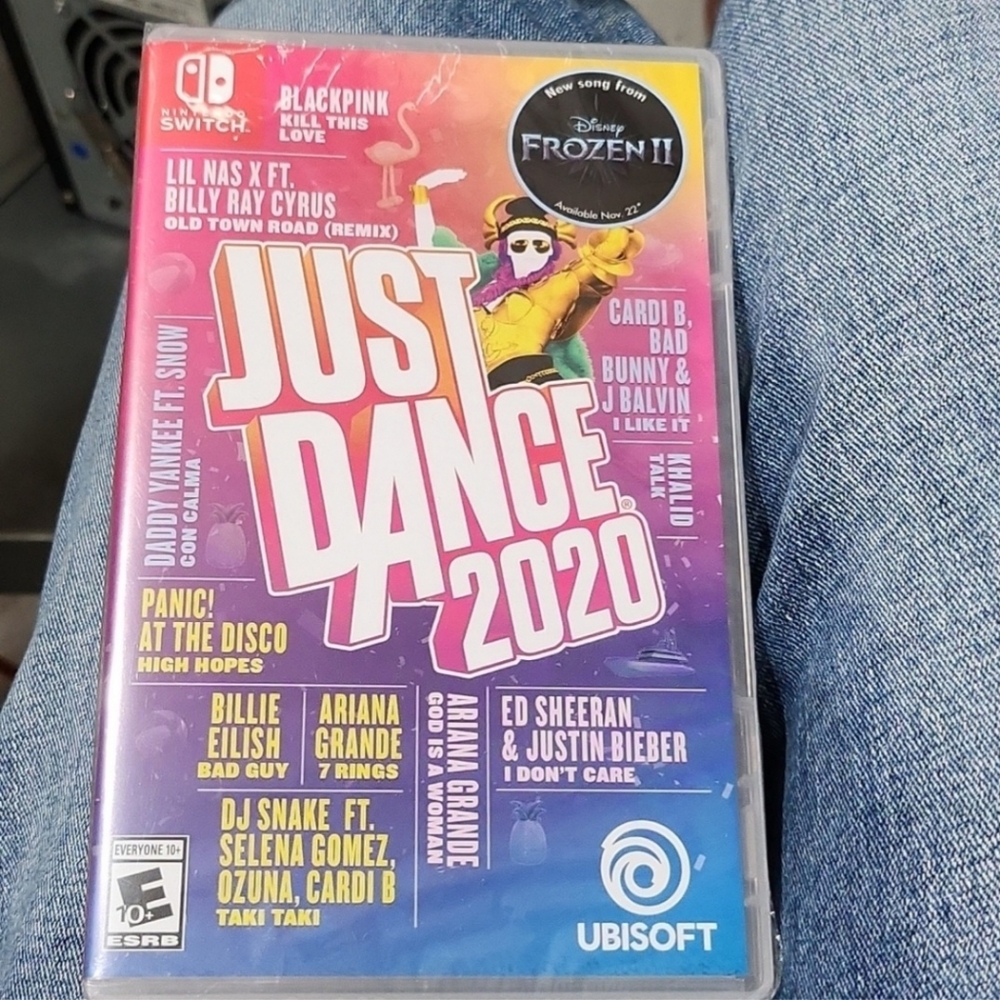 NINTENDO
SWITCH
BLACKPINK
KILL THIS
LOVE
New song from
Disney
FROZEN II
Available Nov. 22*
LIL NAS X FT.
BILLY RAY CYRUS
OLD TOWN ROAD (REMIX)
JUST
DANCE®
2020
CARDI B,
BAD
BUNNY &
J BALVIN
I LIKE IT
DADDY YANKEE FT. SNOW
CON CALMA
KHALID
TALK
PANIC!
AT THE DISCO
HIGH HOPES
BILLIE
EILISH
BAD GUY
ARIANA
GRANDE
7 RINGS
ARIANA GRANDE
GOD IS A WOMAN
ED SHEERAN
& JUSTIN BIEBER
I DON'T CARE
DJ SNAKE FT.
SELENA GOMEZ,
OZUNA, CARDI B
TAKI TAKI
EVERYONE 10+
E
10+
ESRB
UBISOFT